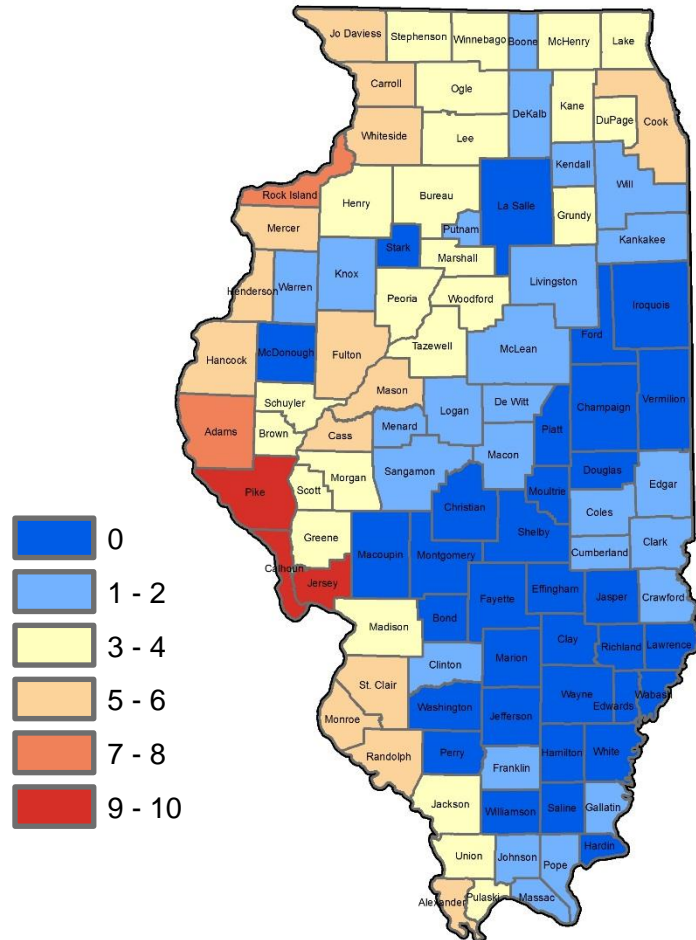 Jo Daviess
Stephenson
Winnebago
Boone
McHenry
Lake
Carroll
Ogle
DeKalb
Kane
DuPage
Cook
Whiteside
Lee
Kendall
Will
Rock Island
Henry
Bureau
Putnam
La Salle
Grundy
Kankakee
Mercer
Stark
Marshall
Henderson
Warren
Knox
Peoria
Woodford
Livingston
Iroquois
Ford
Hancock
McDonough
Fulton
Tazewell
McLean
Mason
Schuyler
Adams
Brown
Cass
Menard
Logan
De Witt
Piatt
Champaign
Vermilion
Macon
Sangamon
Pike
Scott
Morgan
Christian
Moultrie
Douglas
Edgar
Coles
Greene
Macoupin
Montgomery
Shelby
Cumberland
Clark
Calhoun
Jersey
Fayette
Effingham
Jasper
Crawford
Madison
Bond
Clay
Richland
Lawrence
Marion
Clinton
St. Clair
Monroe
Washington
Wayne
Edwards
Wabash
Jefferson
Randolph
Perry
Hamilton
White
Franklin
Jackson
Williamson
Saline
Gallatin
Union
Johnson
Pope
Hardin
Alexander
Pulaski
Massac
0
1 - 2
3 - 4
5 - 6
7 - 8
9 - 10